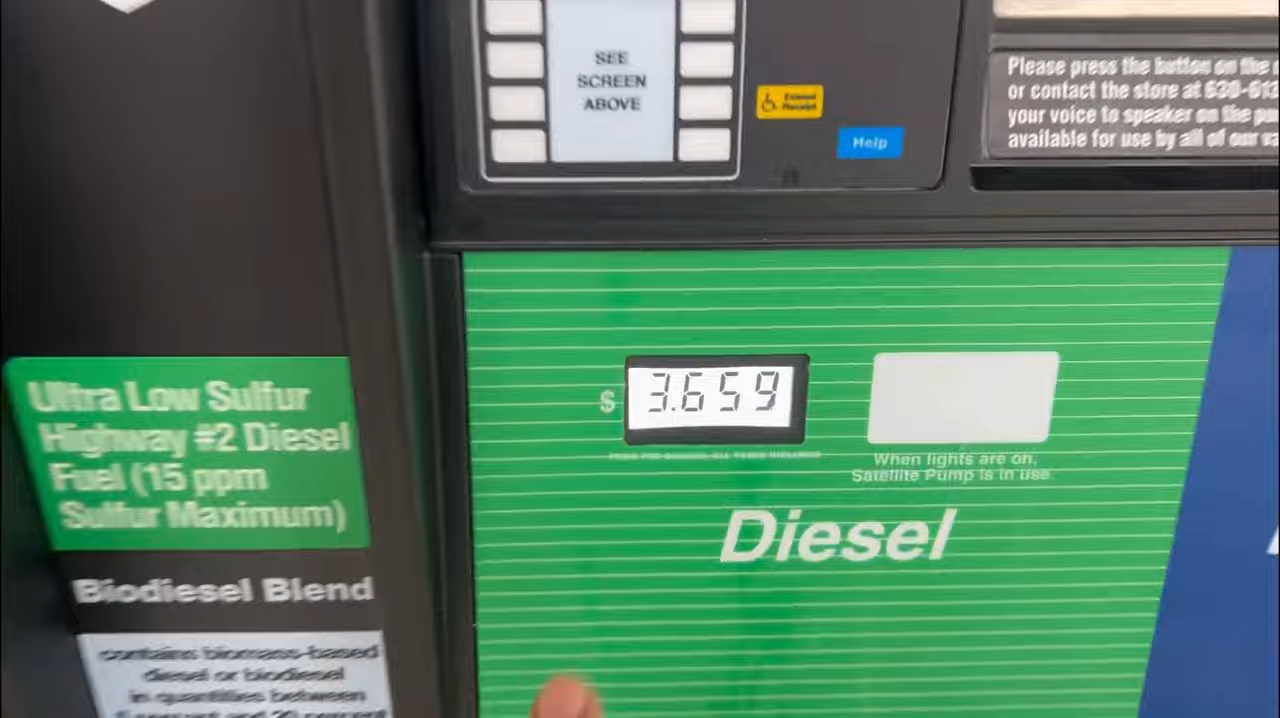 SEE
SCREEN
ABOVE
Help
Please press the button on the
or contact the store at 630-613
your voice to speaker on the
available for use by all of our
$ 3.659
When lights are on,
Satellite Pump is in use.
Diesel
Ultra Low Sulfur
Highway #2 Diesel
Fuel (15 ppm
Sulfur Maximum)
Biodiesel Blend
contains biomass-based
diesel or biodiesel
in quantities between